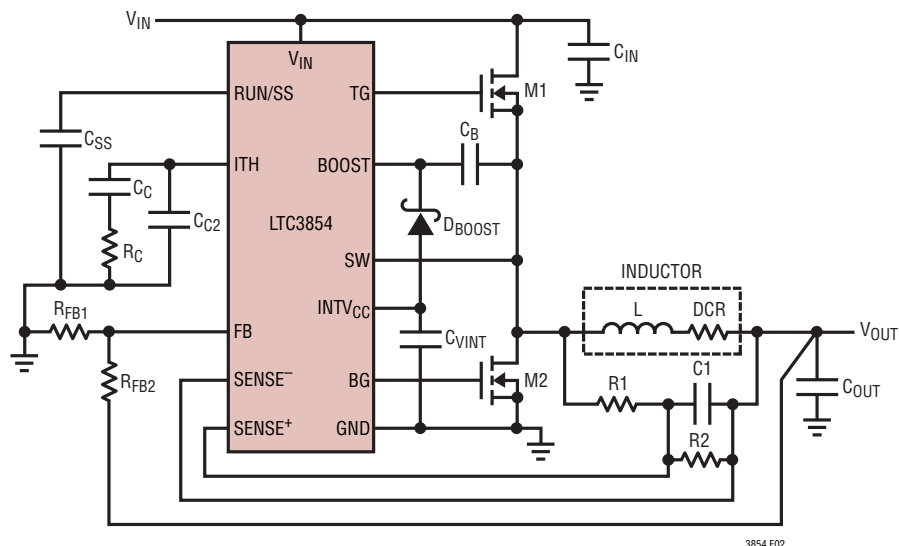 VIN
VIN
CIN
RUN/SS
TG
M1
CSS
CB
ITH
BOOST
CC
CC2
LTC3854
DBOOST
RC
SW
INDUCTOR
L
DCR
RFB1
INTVCC
VOUT
FB
CVINT
RFB2
SENSE−
BG
M2
R1
C1
COUT
SENSE+
GND
R2
3854 F02